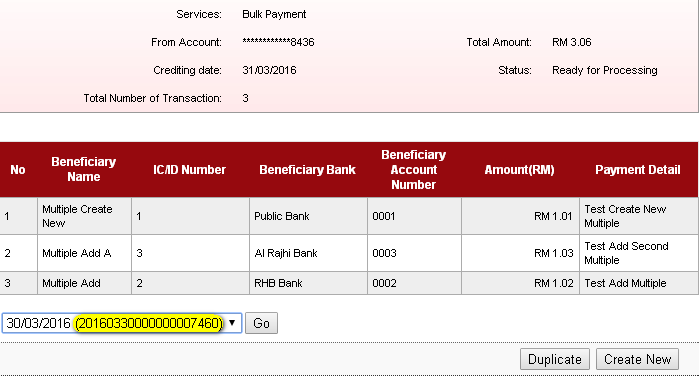 Services: Bulk Payment
From Account: ************8436 Total Amount: RM 3.06
Crediting date: 31/03/2016 Status: Ready for Processing
Total Number of Transaction: 3
No Beneficiary Name IC/ID Number Beneficiary Bank Beneficiary Account Number Amount(RM) Payment Detail
1 Multiple Create New 1 Public Bank 0001 RM 1.01 Test Create New Multiple
2 Multiple Add A 3 Al Rajhi Bank 0003 RM 1.03 Test Add Second Multiple
3 Multiple Add 2 RHB Bank 0002 RM 1.02 Test Add Multiple
30/03/2016 (20160330000000007460) Go
Duplicate Create New